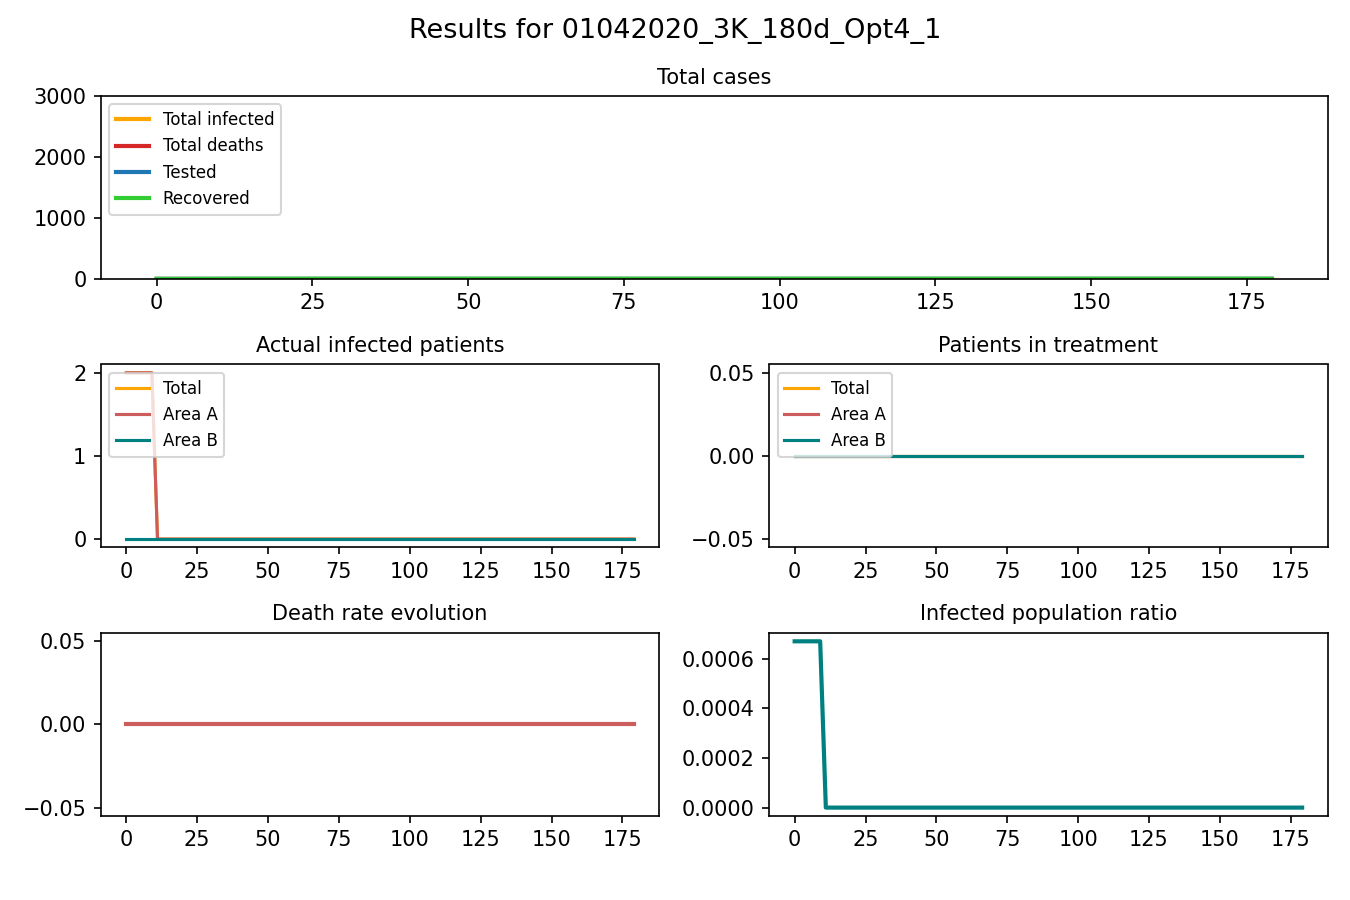 Results for 01042020_3K_180d_Opt4_1
Total cases
3000
2000
1000
0
Total infected
Total deaths
Tested
Recovered
0 25 50 75 100 125 150 175
Actual infected patients
2
1
0
Total
Area A
Area B
0 25 50 75 100 125 150 175
Patients in treatment
0.05
0.00
−0.05
Total
Area A
Area B
0 25 50 75 100 125 150 175
Death rate evolution
0.05
0.00
−0.05
0 25 50 75 100 125 150 175
Infected population ratio
0.0006
0.0004
0.0002
0.0000
0 25 50 75 100 125 150 175